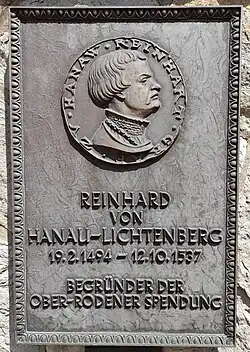 V HANAW REINHART G
REINHARD
VON
HANAU-LICHTENBERG
19.2.1494 – 12.10.1537
BEGRÜNDER DER
OBER-RODENER SPENDUNG